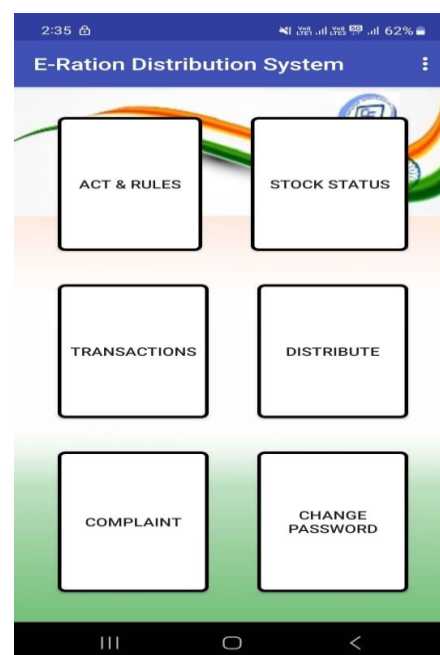 2:35 62%
E-Ration Distribution System
ACT & RULES
STOCK STATUS
TRANSACTIONS
DISTRIBUTE
COMPLAINT
CHANGE
PASSWORD